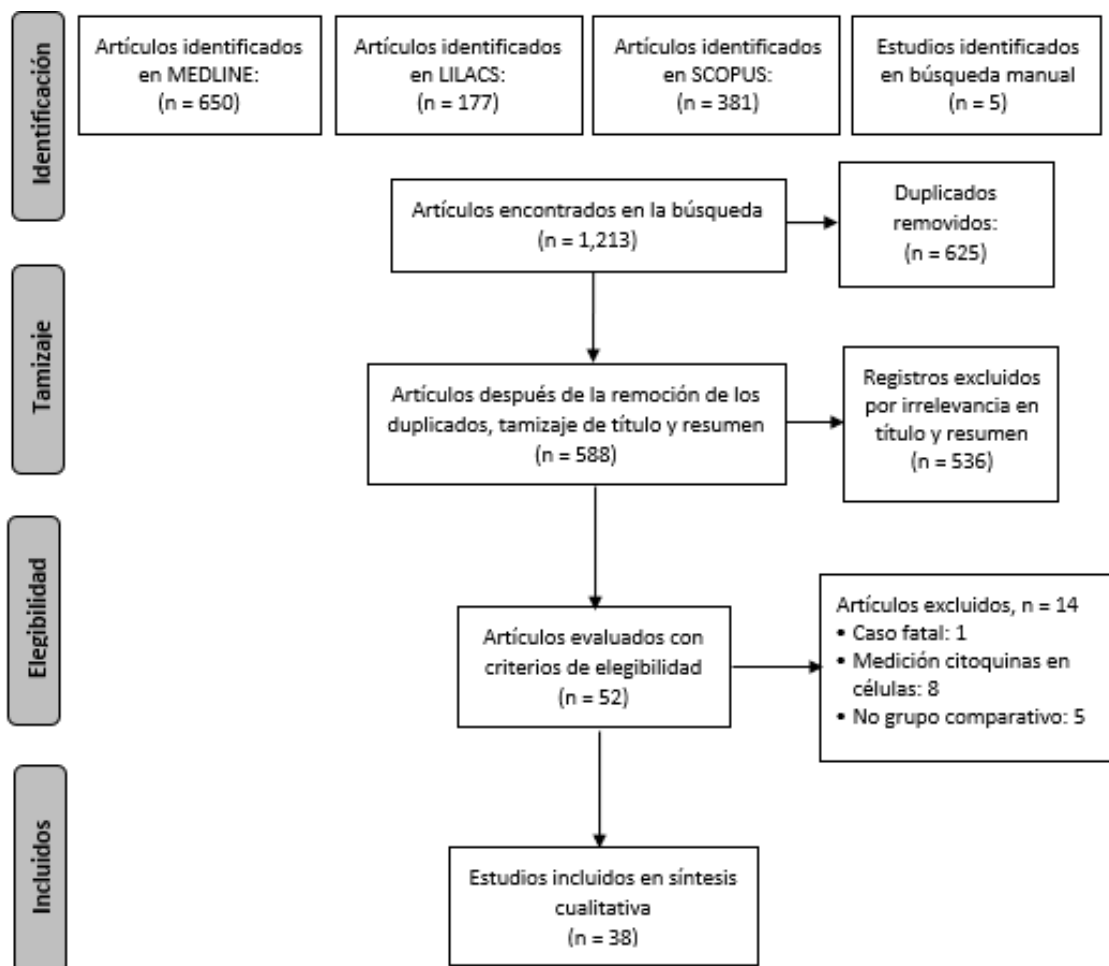 Identificación
Artículos identificados
en MEDLINE:
(n = 650)
Artículos identificados
en LILACS:
(n = 177)
Artículos identificados
en SCOPUS:
(n = 381)
Estudios identificados
en búsqueda manual
(n = 5)
Artículos encontrados en la búsqueda
(n = 1,213)
Duplicados
removidos:
(n = 625)
Tamizaje
Artículos después de la remoción de los
duplicados, tamizaje de título y resumen
(n = 588)
Registros excluidos
por irrelevancia en
título y resumen
(n = 536)
Elegibilidad
Artículos evaluados con
criterios de elegibilidad
(n = 52)
Artículos excluidos, n = 14
• Caso fatal: 1
• Medición citoquinas en
células: 8
• No grupo comparativo: 5
Incluidos
Estudios incluidos en síntesis
cualitativa
(n = 38)